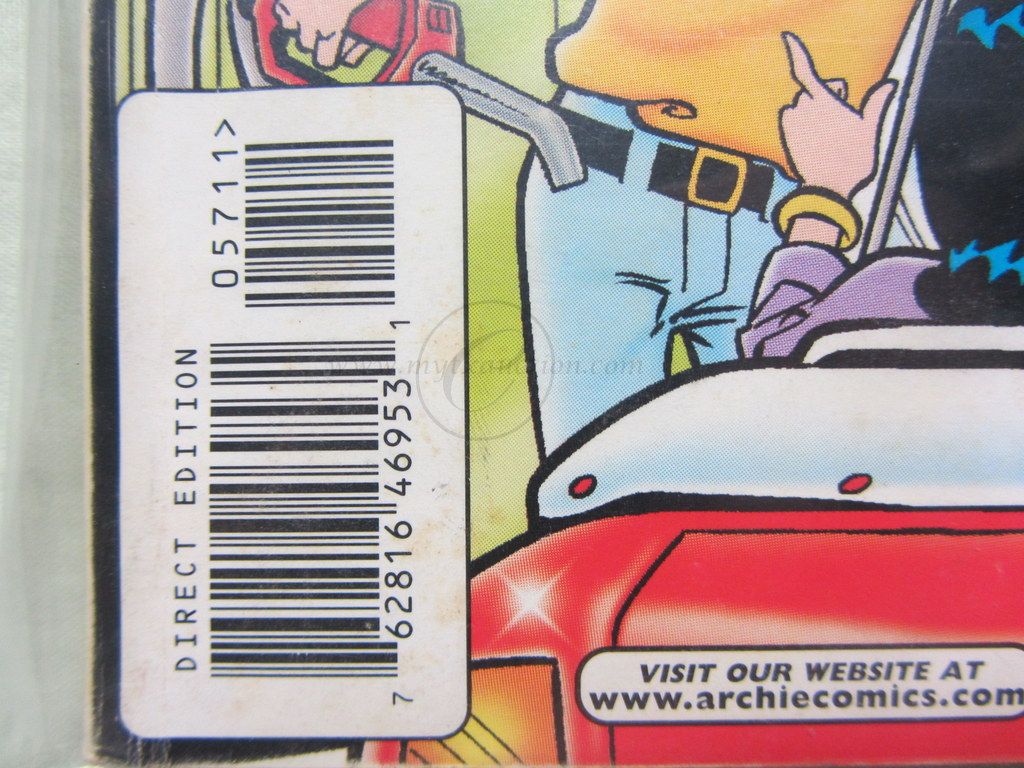 05711>
DIRECT EDITION
7 62816 46953 1
VISIT OUR WEBSITE AT
www.archiecomics.com